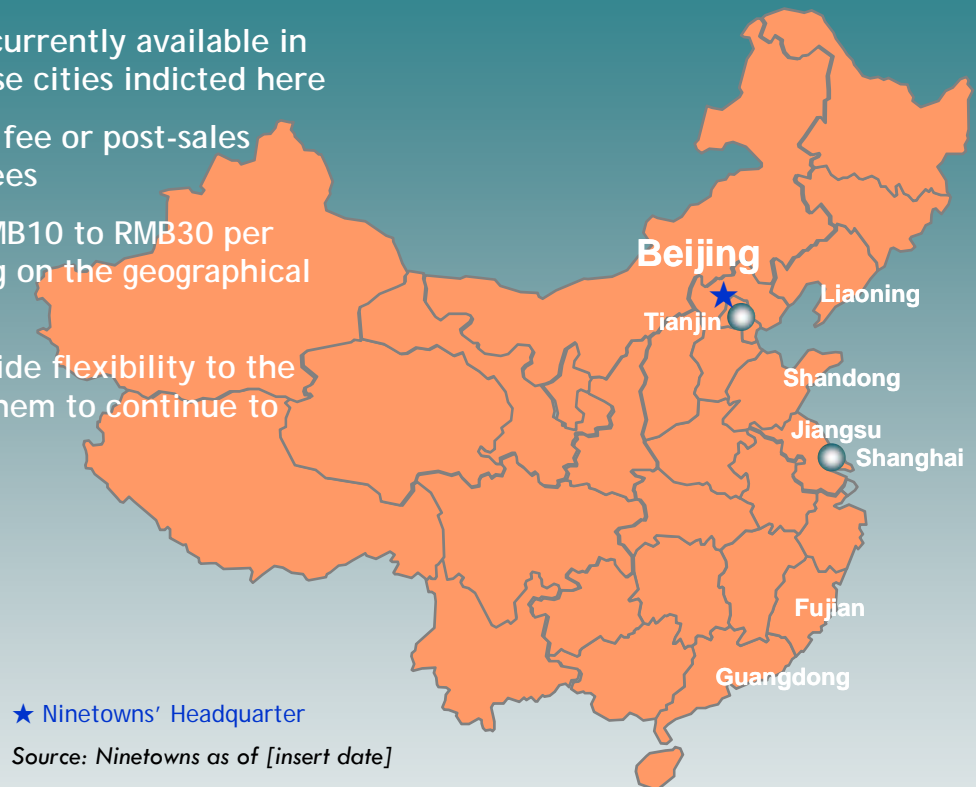 currently available in
se cities indicted here
fee or post-sales
ees
MB10 to RMB30 per
g on the geographical
ide flexibility to the
hem to continue to
Beijing
Liaoning
Tianjin
Shandong
Jiangsu
Shanghai
Fujian
Guangdong
Ninetowns’ Headquarter
Source: Ninetowns as of [insert date]